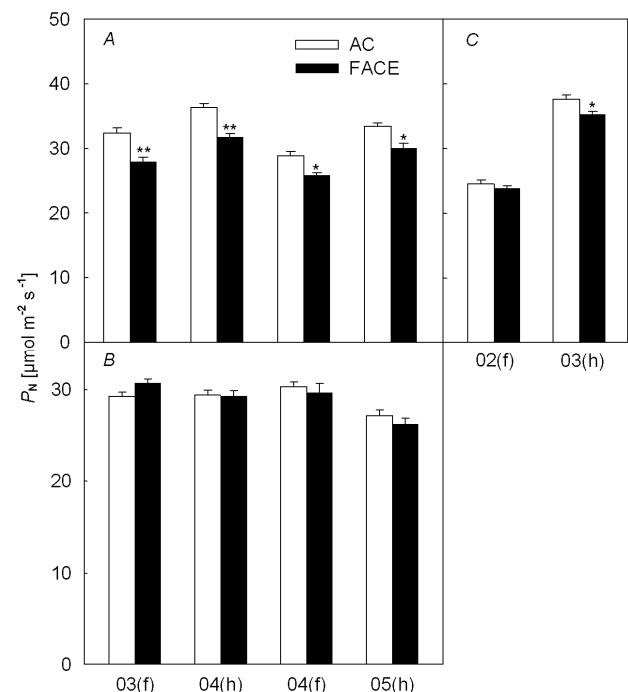 50
40
30
20
10
0
A
AC
FACE
**
**
*
*
C
*
02(f)
03(h)
P_N [μmol m⁻² s⁻¹]
B
30
20
10
0
03(f)
04(h)
04(f)
05(h)